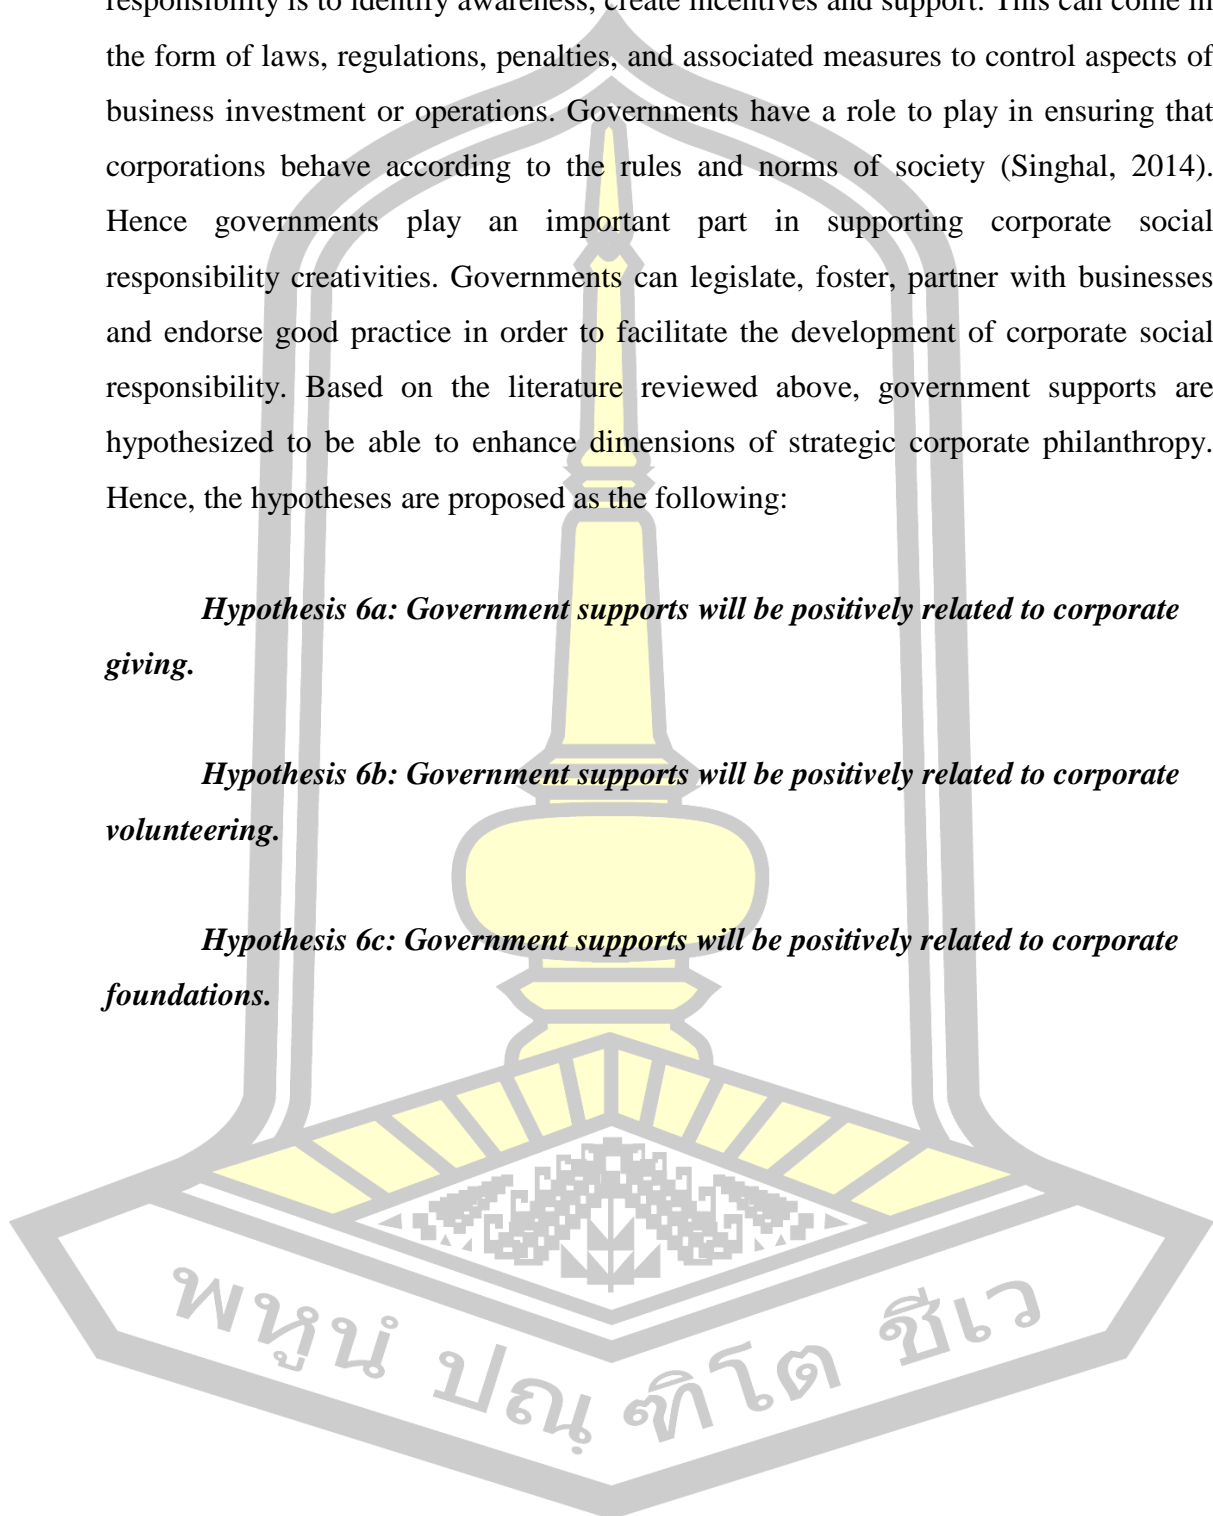 responsibility is to identify awareness, create incentives and support. This can come in
the form of laws, regulations, penalties, and associated measures to control aspects of
business investment or operations. Governments have a role to play in ensuring that
corporations behave according to the rules and norms of society (Singhal, 2014).
Hence governments play an important part in supporting corporate social
responsibility creativities. Governments can legislate, foster, partner with businesses
and endorse good practice in order to facilitate the development of corporate social
responsibility. Based on the literature reviewed above, government supports are
hypothesized to be able to enhance dimensions of strategic corporate philanthropy.
Hence, the hypotheses are proposed as the following:
Hypothesis 6a: Government supports will be positively related to corporate
giving.
Hypothesis 6b: Government supports will be positively related to corporate
volunteering.
Hypothesis 6c: Government supports will be positively related to corporate
foundations.
พหูนํ ปณฺฑิโต ชีเว